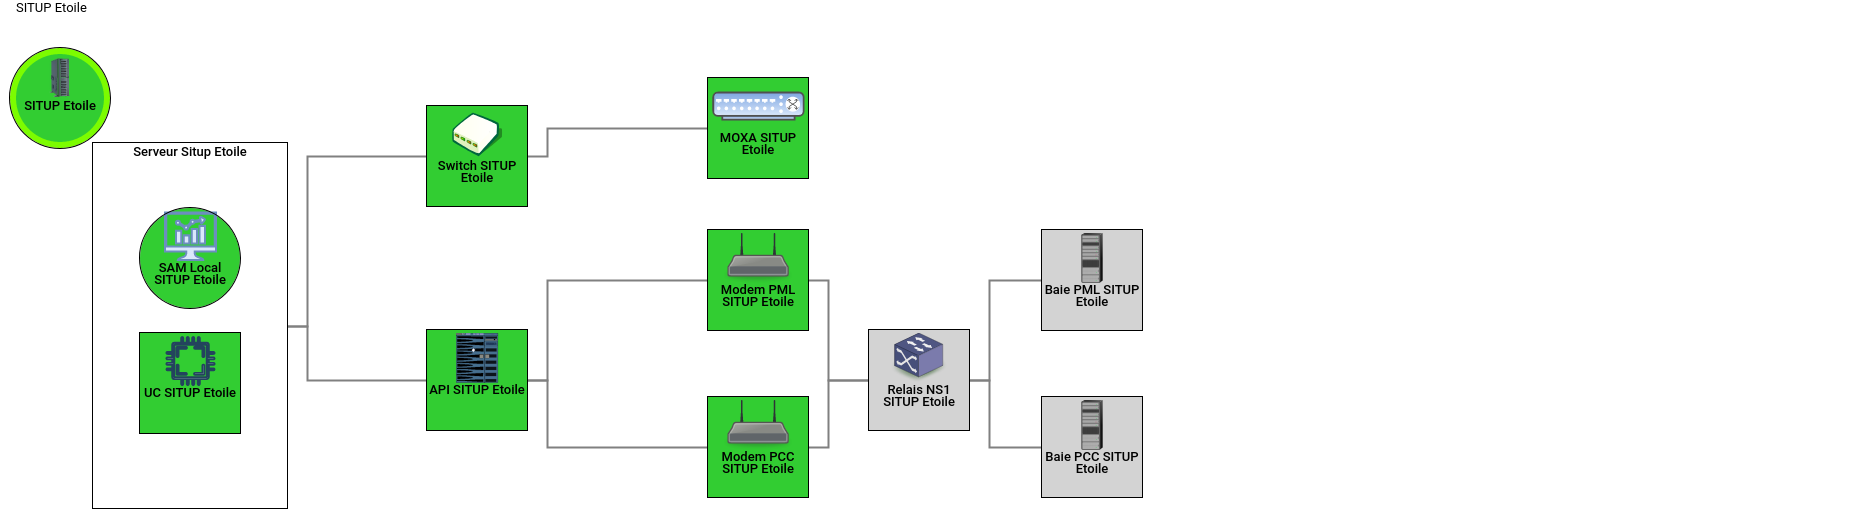 SITUP Etoile
SITUP Etoile
Serveur Situp Etoile
SAM Local
SITUP Etoile
UC SITUP Etoile
Switch SITUP
Etoile
API SITUP Etoile
MOXA SITUP
Etoile
Modem PML
SITUP Etoile
Modem PCC
SITUP Etoile
Relais NS1
SITUP Etoile
Baie PML SITUP
Etoile
Baie PCC SITUP
Etoile